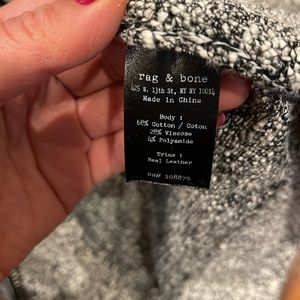 rag & bone
425 W. 13th St, NY NY 10014
Made in China
Body :
68% Cotton / Coton
28% Viscose
4% Polyamide
Trims :
Real Leather
RN# 108879